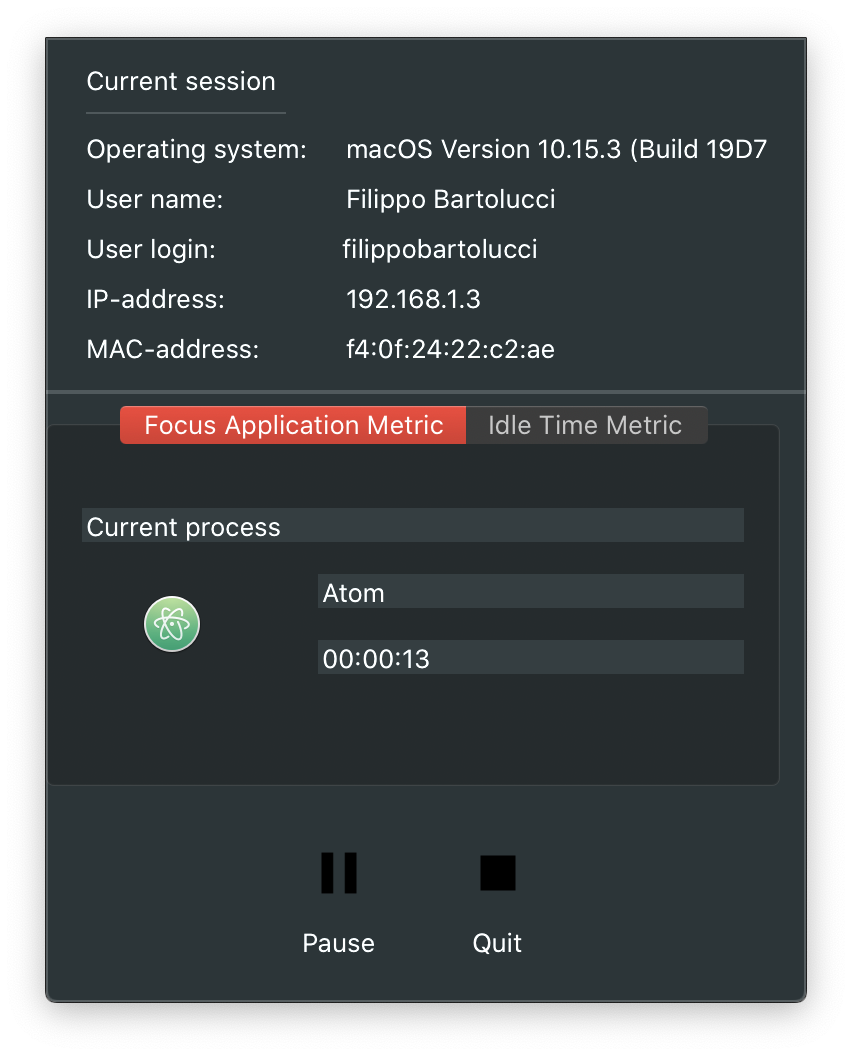 Current session
Operating system: macOS Version 10.15.3 (Build 19D7
User name: Filippo Bartolucci
User login: filippobartolucci
IP-address: 192.168.1.3
MAC-address: f4:0f:24:22:c2:ae
Focus Application Metric Idle Time Metric
Current process
Atom
00:00:13
Pause Quit